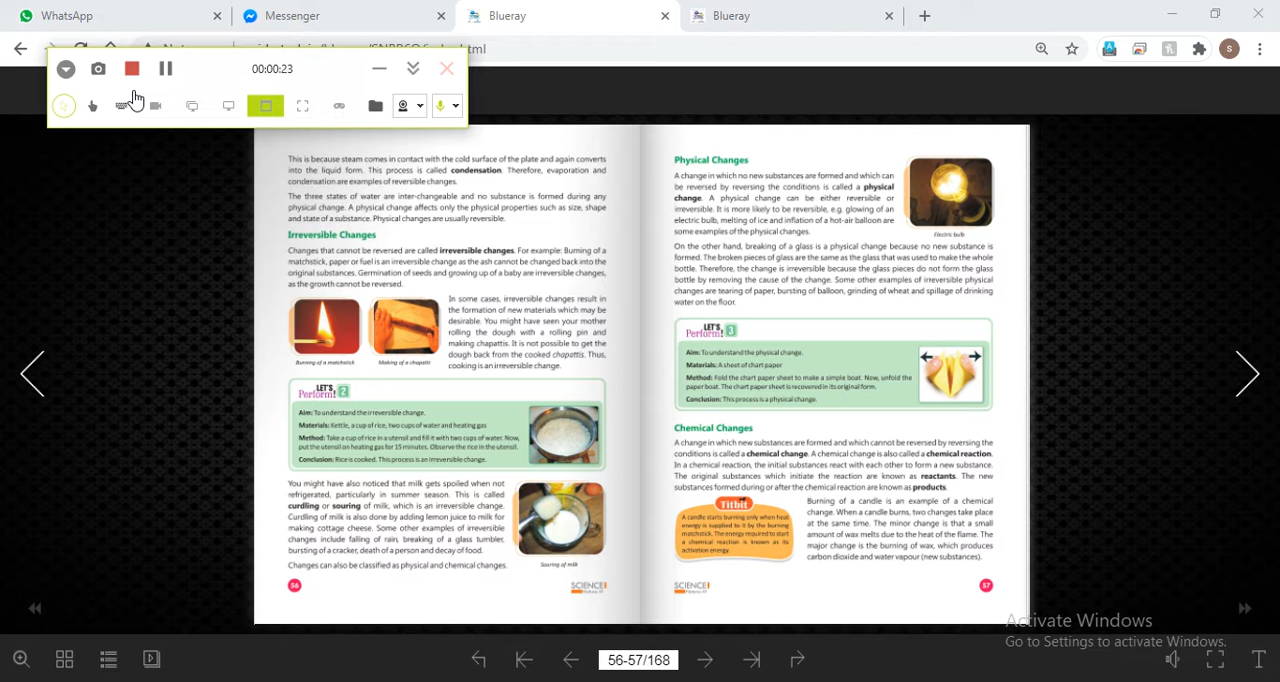 WhatsApp
Messenger
Blueray
Blueray
html
00:00:23
This is because steam comes in contact with the cold surface of the plate and again converts
into the liquid form. This process is called condensation. Therefore, evaporation and
condensation are examples of reversible changes.
The three states of water are inter-changeable and no substance is formed during any
physical change. A physical change affects only the physical properties such as size, shape
and state of a substance. Physical changes are usually reversible.
Irreversible Changes
Changes that cannot be reversed are called irreversible changes. For example: Burning of a
matchstick, paper or fuel is an irreversible change as the ash cannot be changed back into the
original substances. Germination of seeds and growing up of a baby are irreversible changes,
as the growth cannot be reversed.
In some cases, irreversible changes result in
the formation of new materials which may be
desirable. You might have seen your mother
rolling the dough with a rolling pin and
making chapattis. It is not possible to get the
dough back from the cooked chapattis. Thus,
cooking is an irreversible change.
Burning of a matchstick
Making of a chapatti
LET'S
Perform! 2
Aim: To understand the irreversible change.
Materials: Kettle, a cup of rice, two cups of water and heating gas
Method: Take a cup of rice in a utensil and fill it with two cups of water. Now,
put the utensil on heating gas for 15 minutes. Observe the rice in the utensil.
Conclusion: Rice is cooked. This process is an irreversible change.
You might have also noticed that milk gets spoiled when not
refrigerated, particularly in summer season. This is called
curdling or souring of milk, which is an irreversible change.
Curdling of milk is also done by adding lemon juice to milk for
making cottage cheese. Some other examples of irreversible
changes include falling of rain, breaking of a glass tumbler,
bursting of a cracker, death of a person and decay of food.
Changes can also be classified as physical and chemical changes.
Souring of milk
56
SCIENCE
Physical Changes
A change in which no new substances are formed and which can
be reversed by reversing the conditions is called a physical
change. A physical change can be either reversible or
irreversible. It is more likely to be reversible, e.g. glowing of an
electric bulb, melting of ice and inflation of a hot-air balloon are
some examples of the physical changes.
Electric bulb
On the other hand, breaking of a glass is a physical change because no new substance is
formed. The broken pieces of glass are the same as the glass that was used to make the whole
bottle. Therefore, the change is irreversible because the glass pieces do not form the glass
bottle by removing the cause of the change. Some other examples of irreversible physical
changes are tearing of paper, bursting of balloon, grinding of wheat and spillage of drinking
water on the floor.
LET'S
Perform! 3
Aim: To understand the physical change.
Materials: A sheet of chart paper
Method: Fold the chart paper sheet to make a simple boat. Now, unfold the
paper boat. The chart paper sheet is recovered in its original form.
Conclusion: This process is a physical change.
Chemical Changes
A change in which new substances are formed and which cannot be reversed by reversing the
conditions is called a chemical change. A chemical change is also called a chemical reaction.
In a chemical reaction, the initial substances react with each other to form a new substance.
The original substances which initiate the reaction are known as reactants. The new
substances formed during or after the chemical reaction are known as products.
Titbit
A candle starts burning only when heat
energy is supplied to it by the burning
matchstick. The energy required to start
a chemical reaction is known as its
activation energy.
Burning of a candle is an example of a chemical
change. When a candle burns, two changes take place
at the same time. The minor change is that a small
amount of wax melts due to the heat of the flame. The
major change is the burning of wax, which produces
carbon dioxide and water vapour (new substances).
SCIENCE
57
Activate Windows
Go to Settings to activate Windows.
56-57/168